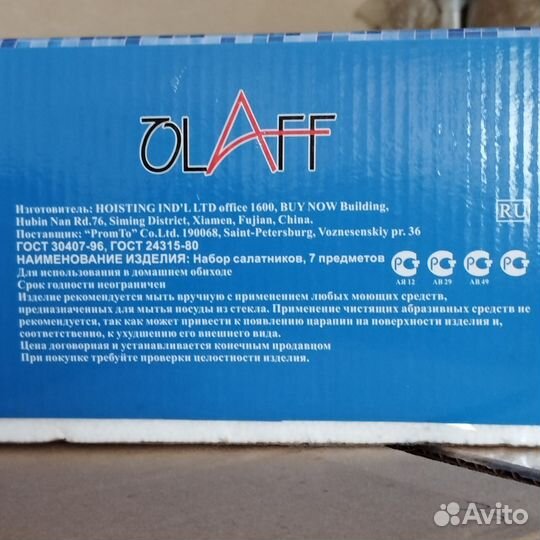 OLAFF
Изготовитель: HOISTING IND'L LTD office 1600, BUY NOW Building,
Hubin Nan Rd.76, Siming District, Xiamen, Fujian, China.
Поставщик: “PromTo” Co.Ltd. 190068, Saint-Petersburg, Voznesenskiy pr. 36
ГОСТ 30407-96, ГОСТ 24315-80
НАИМЕНОВАНИЕ ИЗДЕЛИЯ: Набор салатников, 7 предметов
Для использования в домашнем обиходе
Срок годности неограничен
Изделие рекомендуется мыть вручную с применением любых моющих средств,
предназначенных для мытья посуды из стекла. Применение чистящих абразивных средств не
рекомендуется, так как может привести к появлению царапин на поверхности изделия и,
соответственно, к ухудшению его внешнего вида.
Цена договорная и устанавливается конечным продавцом
При покупке требуйте проверки целостности изделия.
RU
АЯ 12 АВ 29 АВ 49
Avito